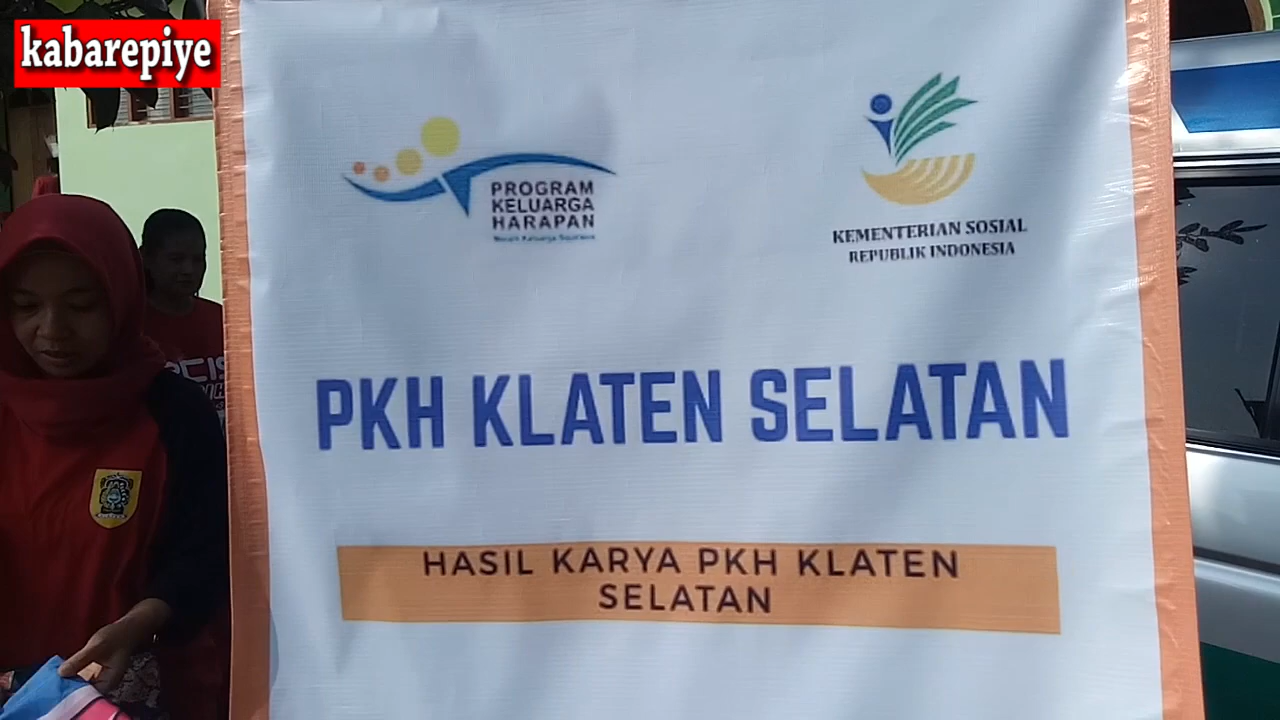 kabarepiye
PROGRAM
KELUARGA
HARAPAN
KEMENTERIAN SOSIAL
REPUBLIK INDONESIA
PKH KLATEN SELATAN
HASIL KARYA PKH KLATEN
SELATAN